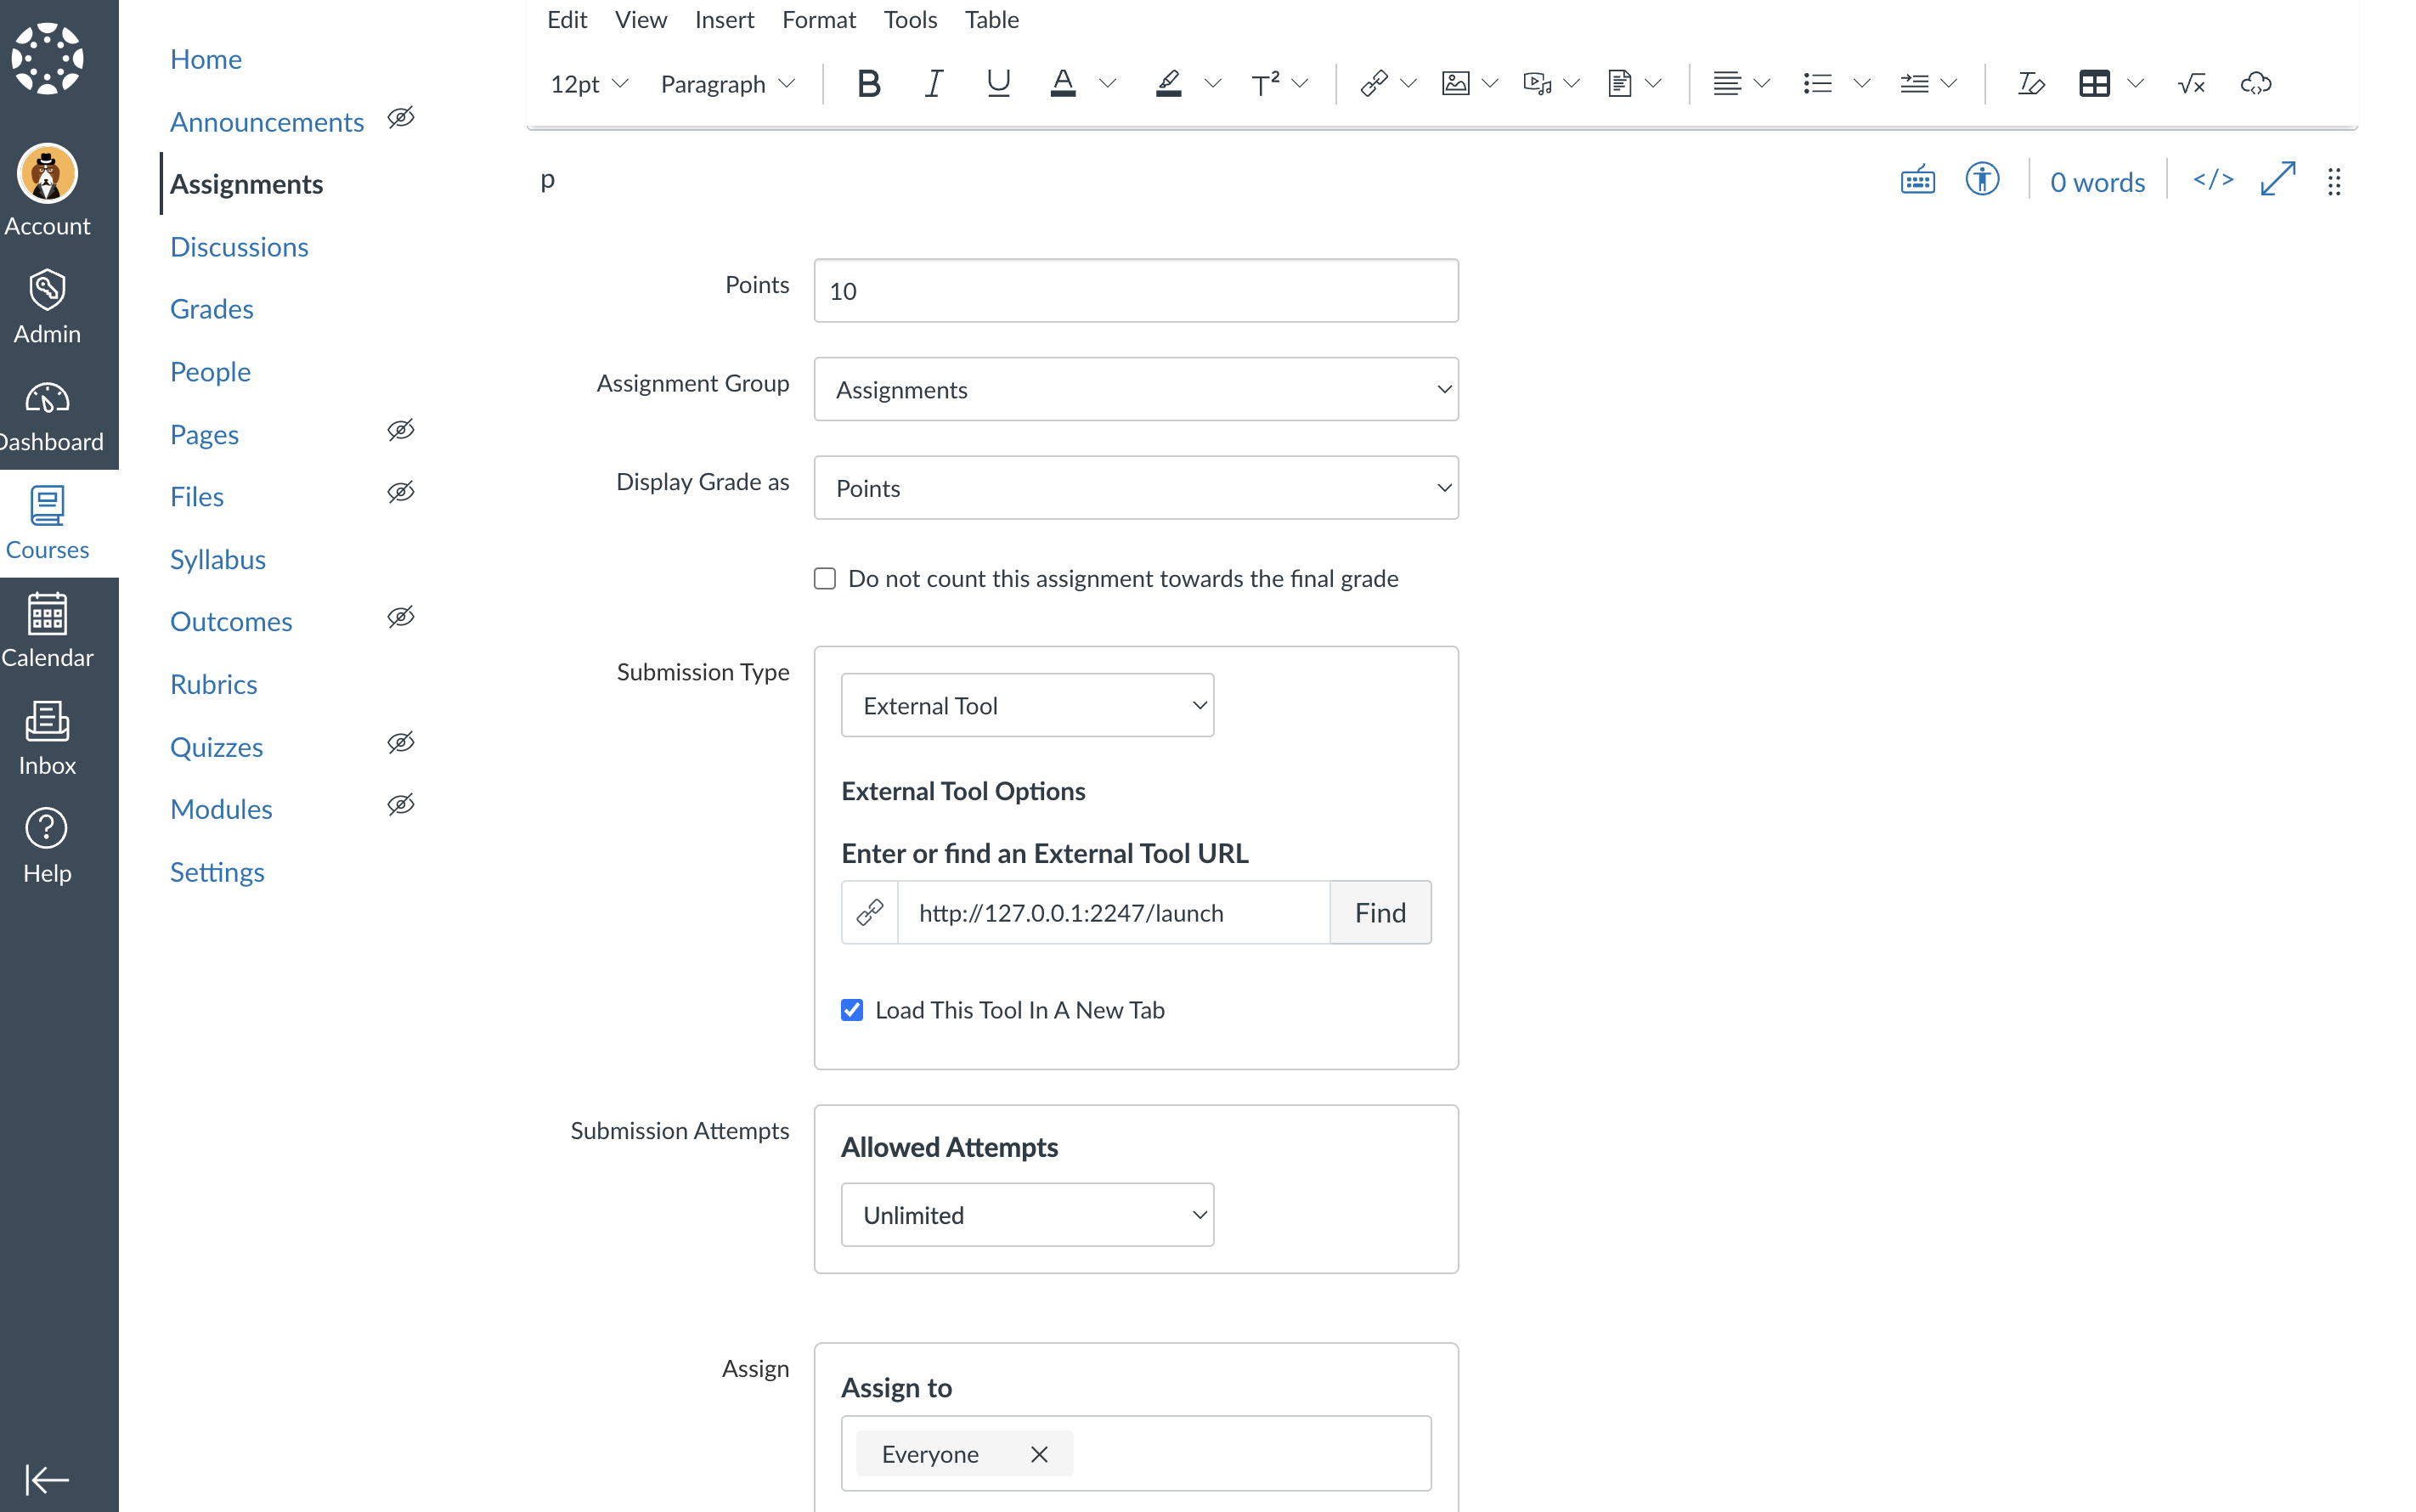 Edit View Insert Format Tools Table
12pt Paragraph B I U A T²
p
0 words </>
Account
Admin
Dashboard
Courses
Calendar
Inbox
Help
Home
Announcements
Assignments
Discussions
Grades
People
Pages
Files
Syllabus
Outcomes
Rubrics
Quizzes
Modules
Settings
Points 10
Assignment Group Assignments
Display Grade as Points
Do not count this assignment towards the final grade
Submission Type External Tool
External Tool Options
Enter or find an External Tool URL
http://127.0.0.1:2247/launch Find
Load This Tool In A New Tab
Submission Attempts
Allowed Attempts
Unlimited
Assign
Assign to
Everyone